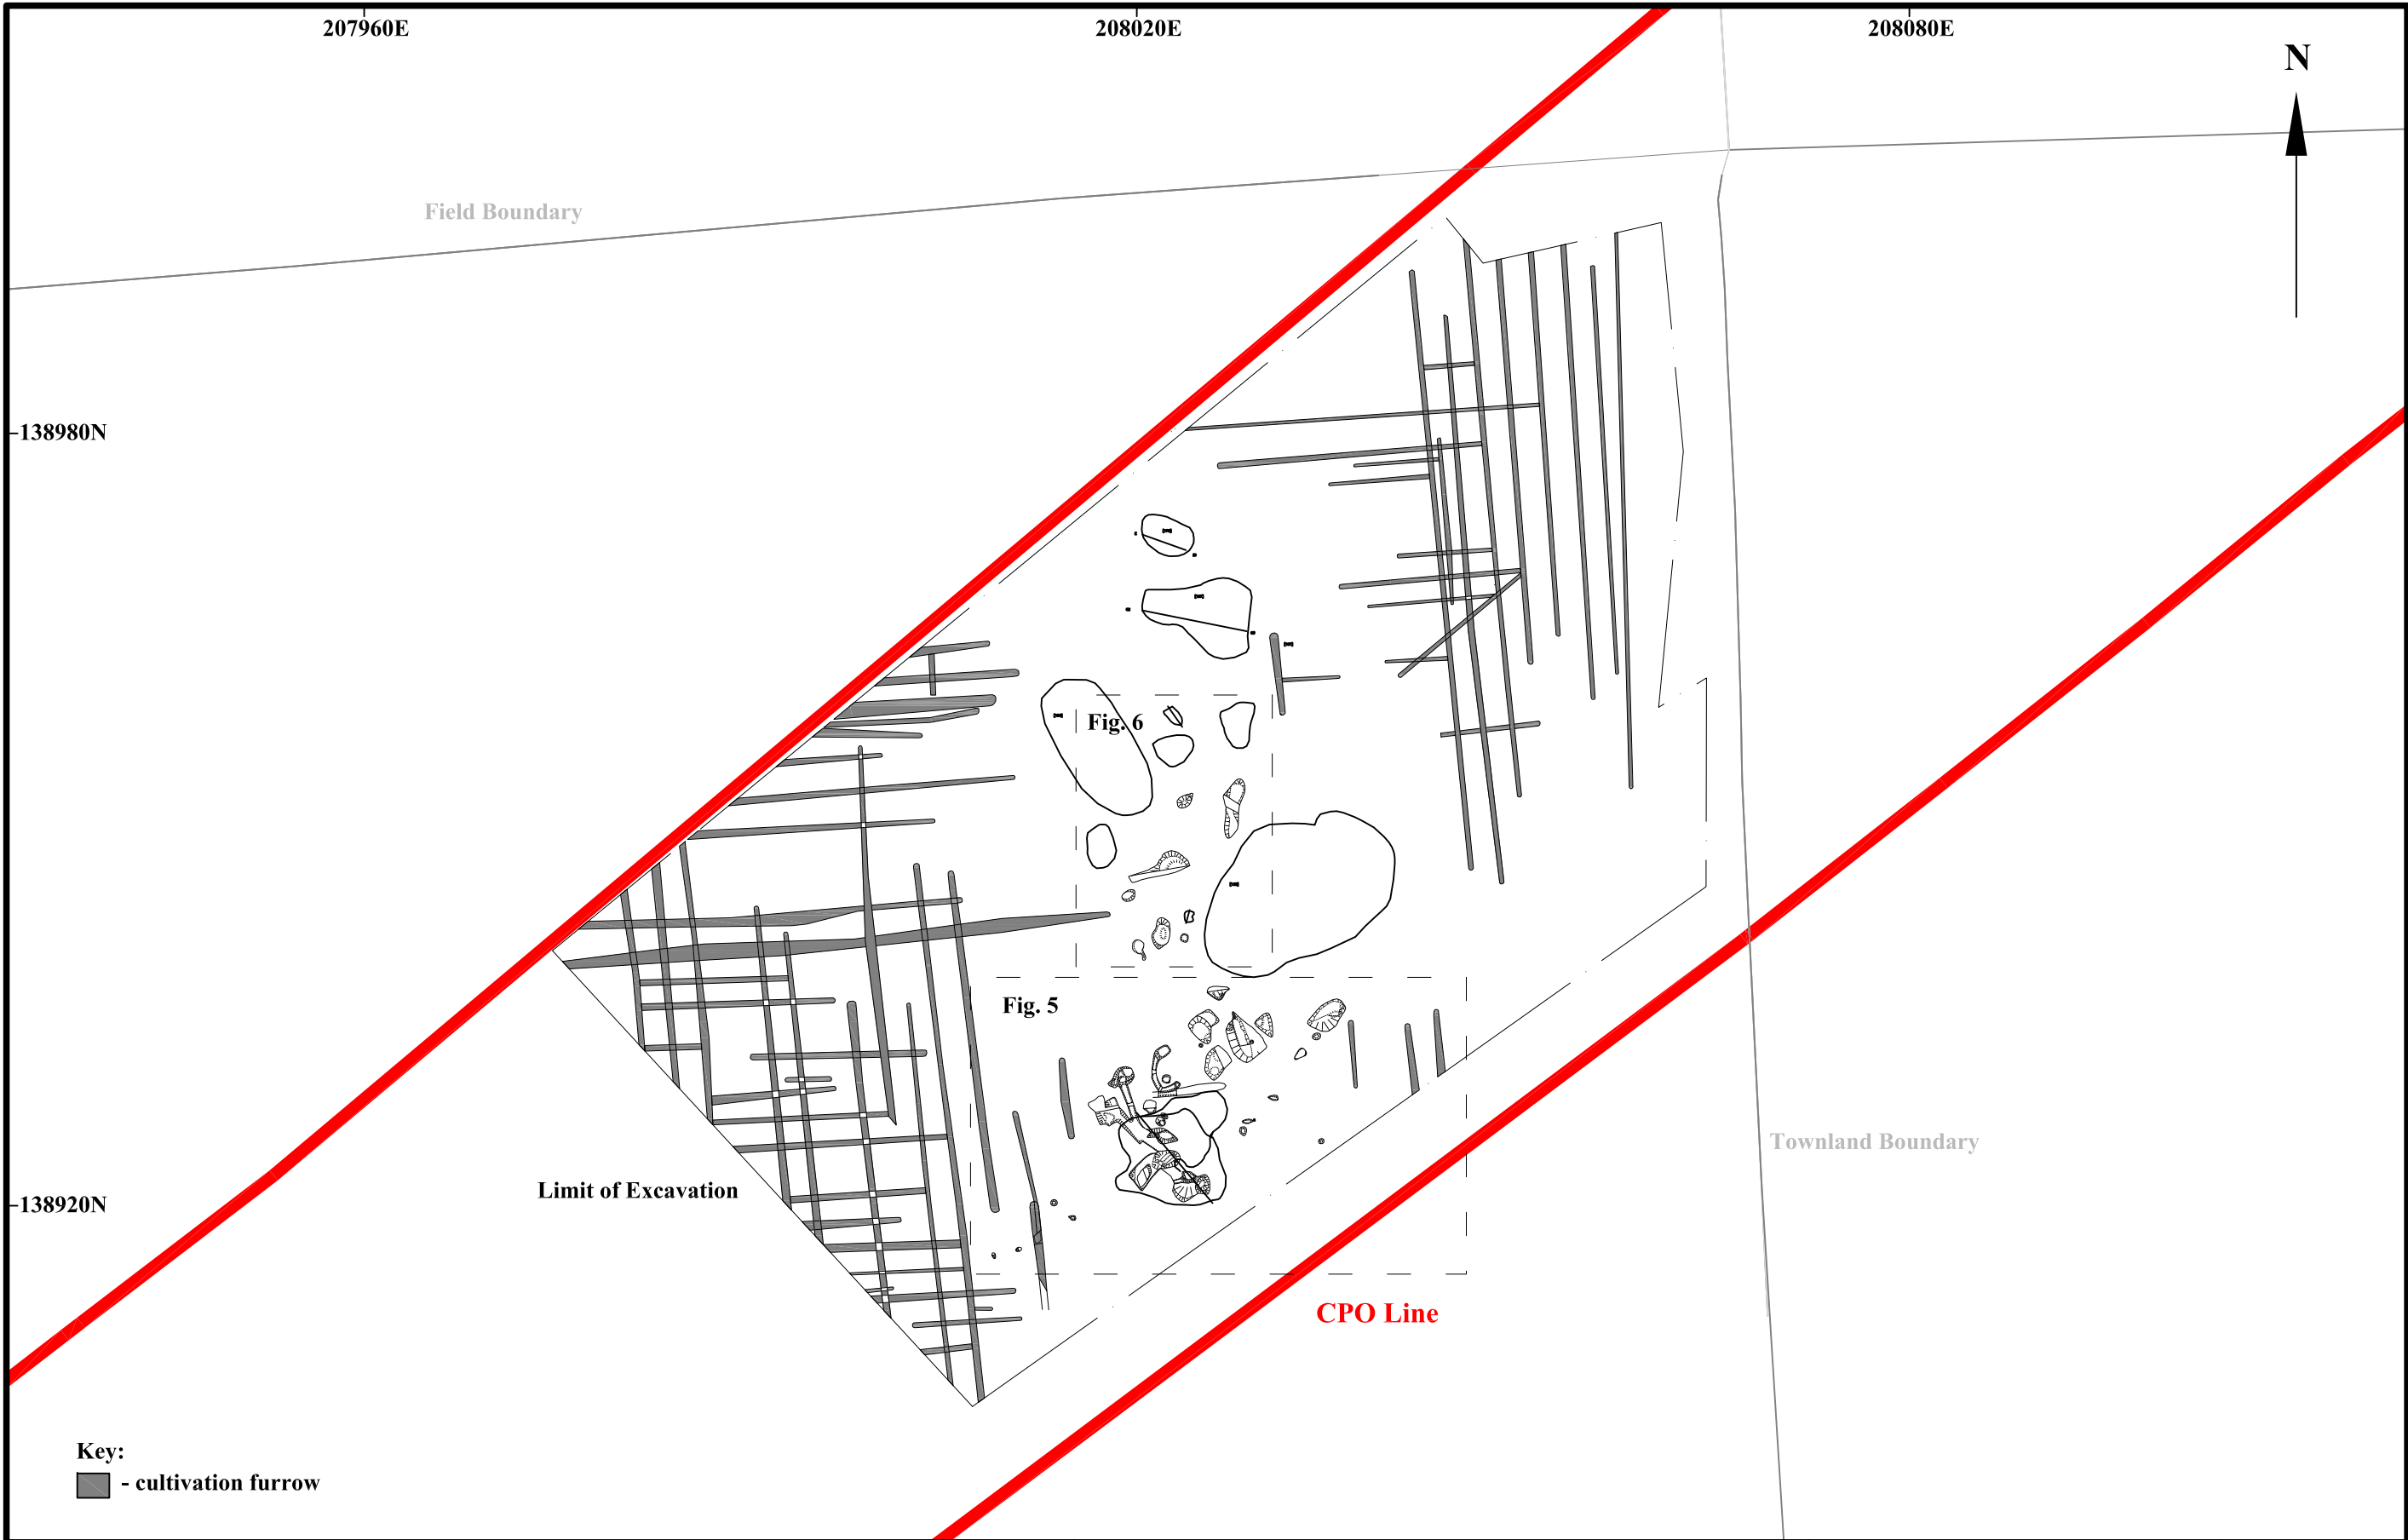 207960E
208020E
208080E
N
Field Boundary
138980N
Fig. 6
Fig. 5
Townland Boundary
Limit of Excavation
138920N
CPO Line
Key:
- cultivation furrow